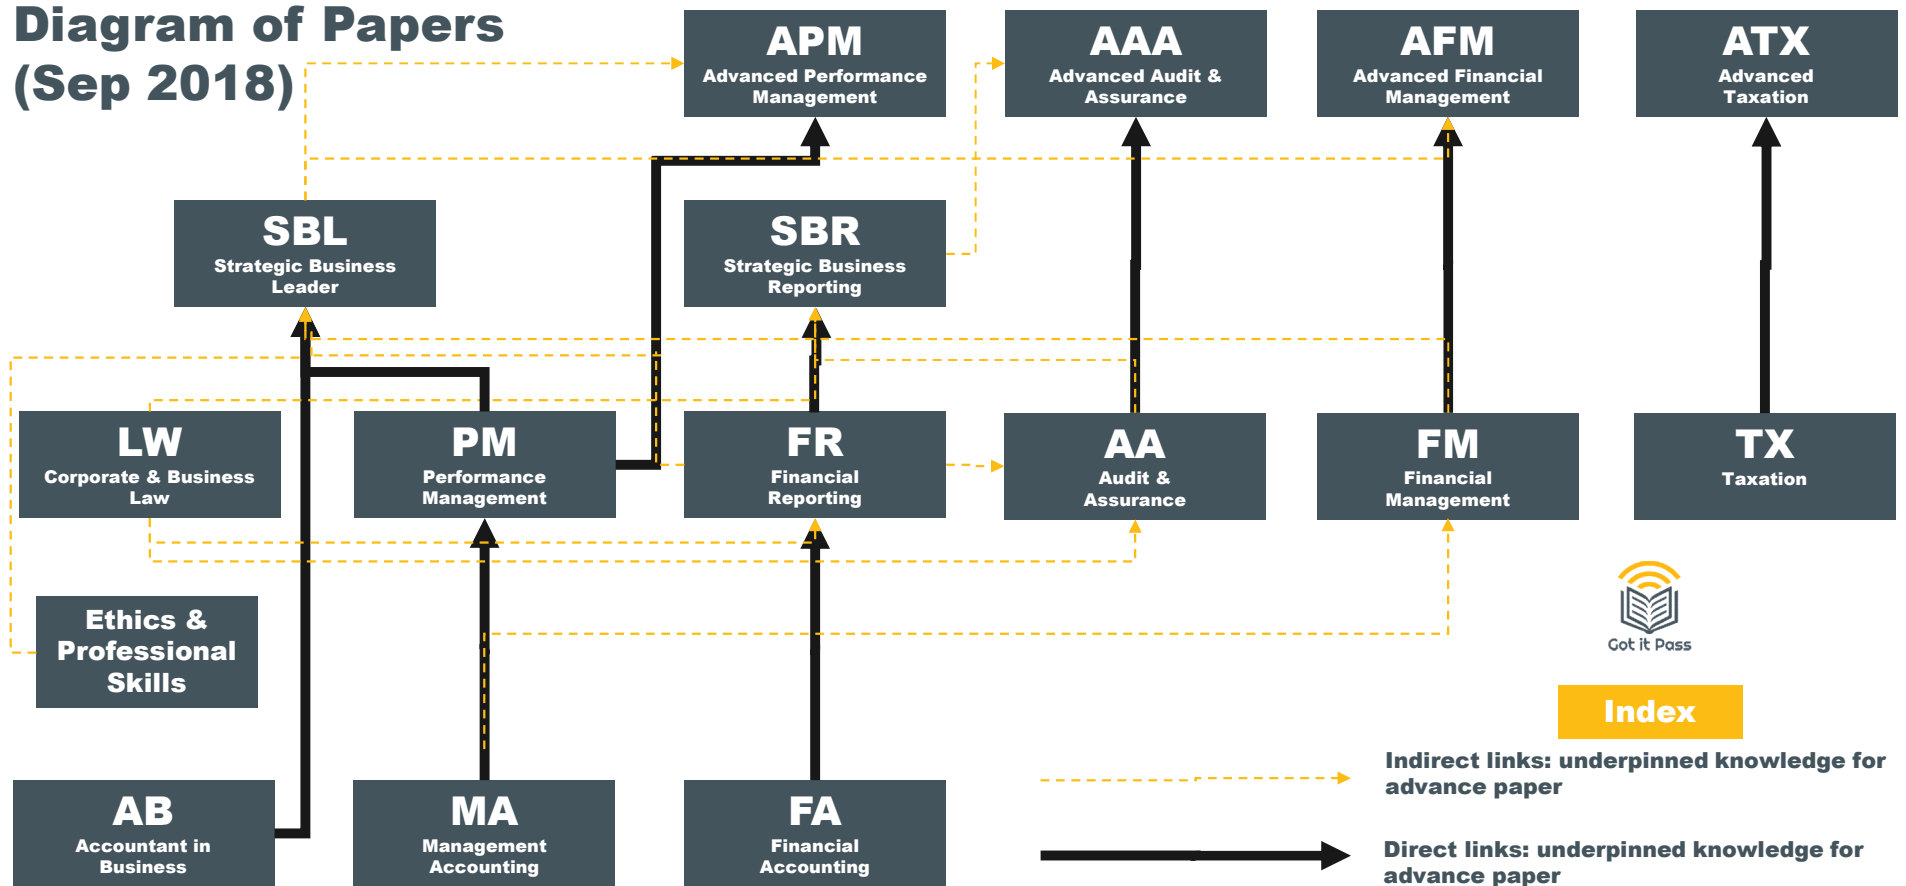 Diagram of Papers
(Sep 2018)
APM
Advanced Performance
Management
AAA
Advanced Audit &
Assurance
AFM
Advanced Financial
Management
ATX
Advanced
Taxation
SBL
Strategic Business
Leader
SBR
Strategic Business
Reporting
LW
Corporate & Business
Law
PM
Performance
Management
FR
Financial
Reporting
AA
Audit &
Assurance
FM
Financial
Management
TX
Taxation
Ethics &
Professional
Skills
Got it Pass
Index
Indirect links: underpinned knowledge for
advance paper
AB
Accountant in
Business
MA
Management
Accounting
FA
Financial
Accounting
Direct links: underpinned knowledge for
advance paper